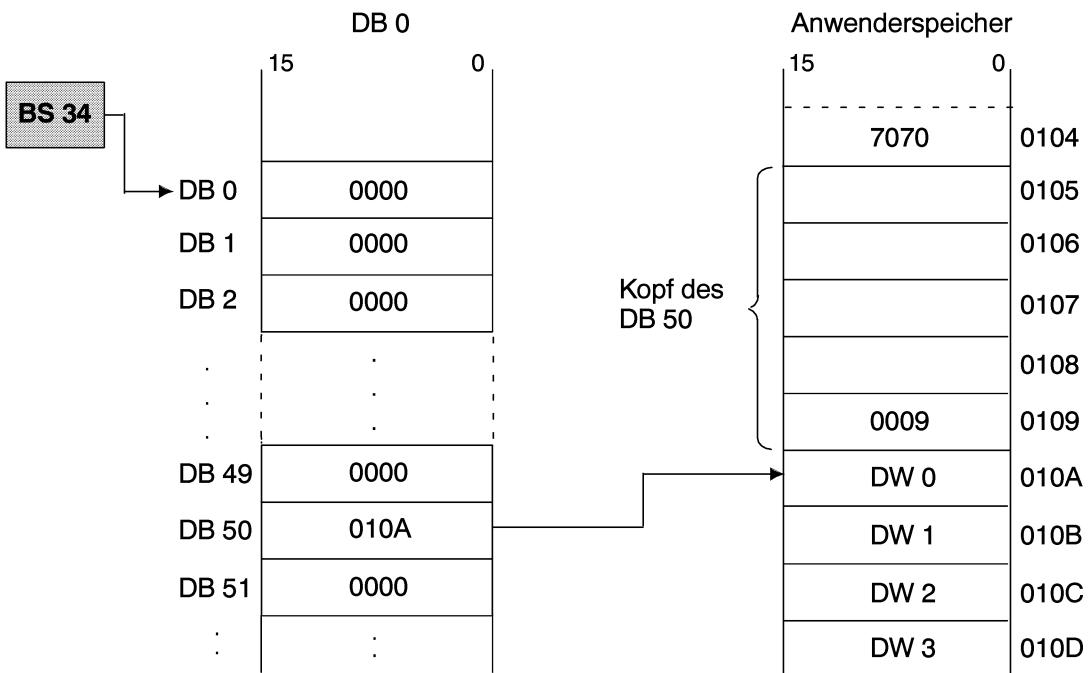 DB 0 Anwenderspeicher
15 0 15 0
BS 34
7070 0104
DB 0 0000 0105
DB 1 0000 0106
DB 2 0000 0107
Kopf des
DB 50
. . 0108
. .
. . 0009 0109
DB 49 0000 DW 0 010A
DB 50 010A DW 1 010B
DB 51 0000 DW 2 010C
: : DW 3 010D